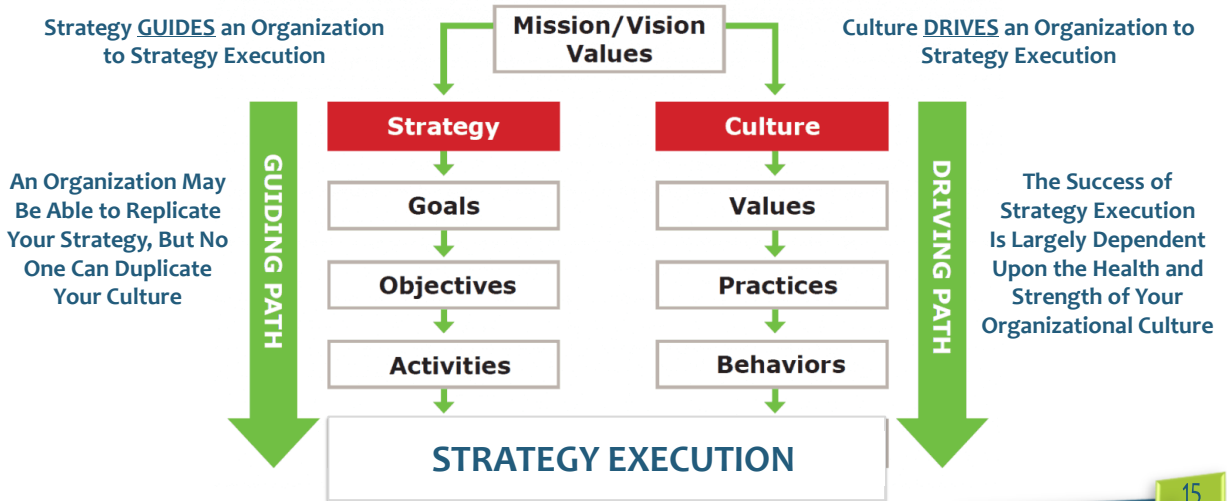 Strategy GUIDES an Organization
to Strategy Execution
Mission/Vision
Values
Culture DRIVES an Organization to
Strategy Execution
GUIDING PATH
An Organization May
Be Able to Replicate
Your Strategy, But No
One Can Duplicate
Your Culture
Strategy
Goals
Objectives
Activities
Culture
Values
Practices
Behaviors
DRIVING PATH
The Success of
Strategy Execution
Is Largely Dependent
Upon the Health and
Strength of Your
Organizational Culture
STRATEGY EXECUTION
15